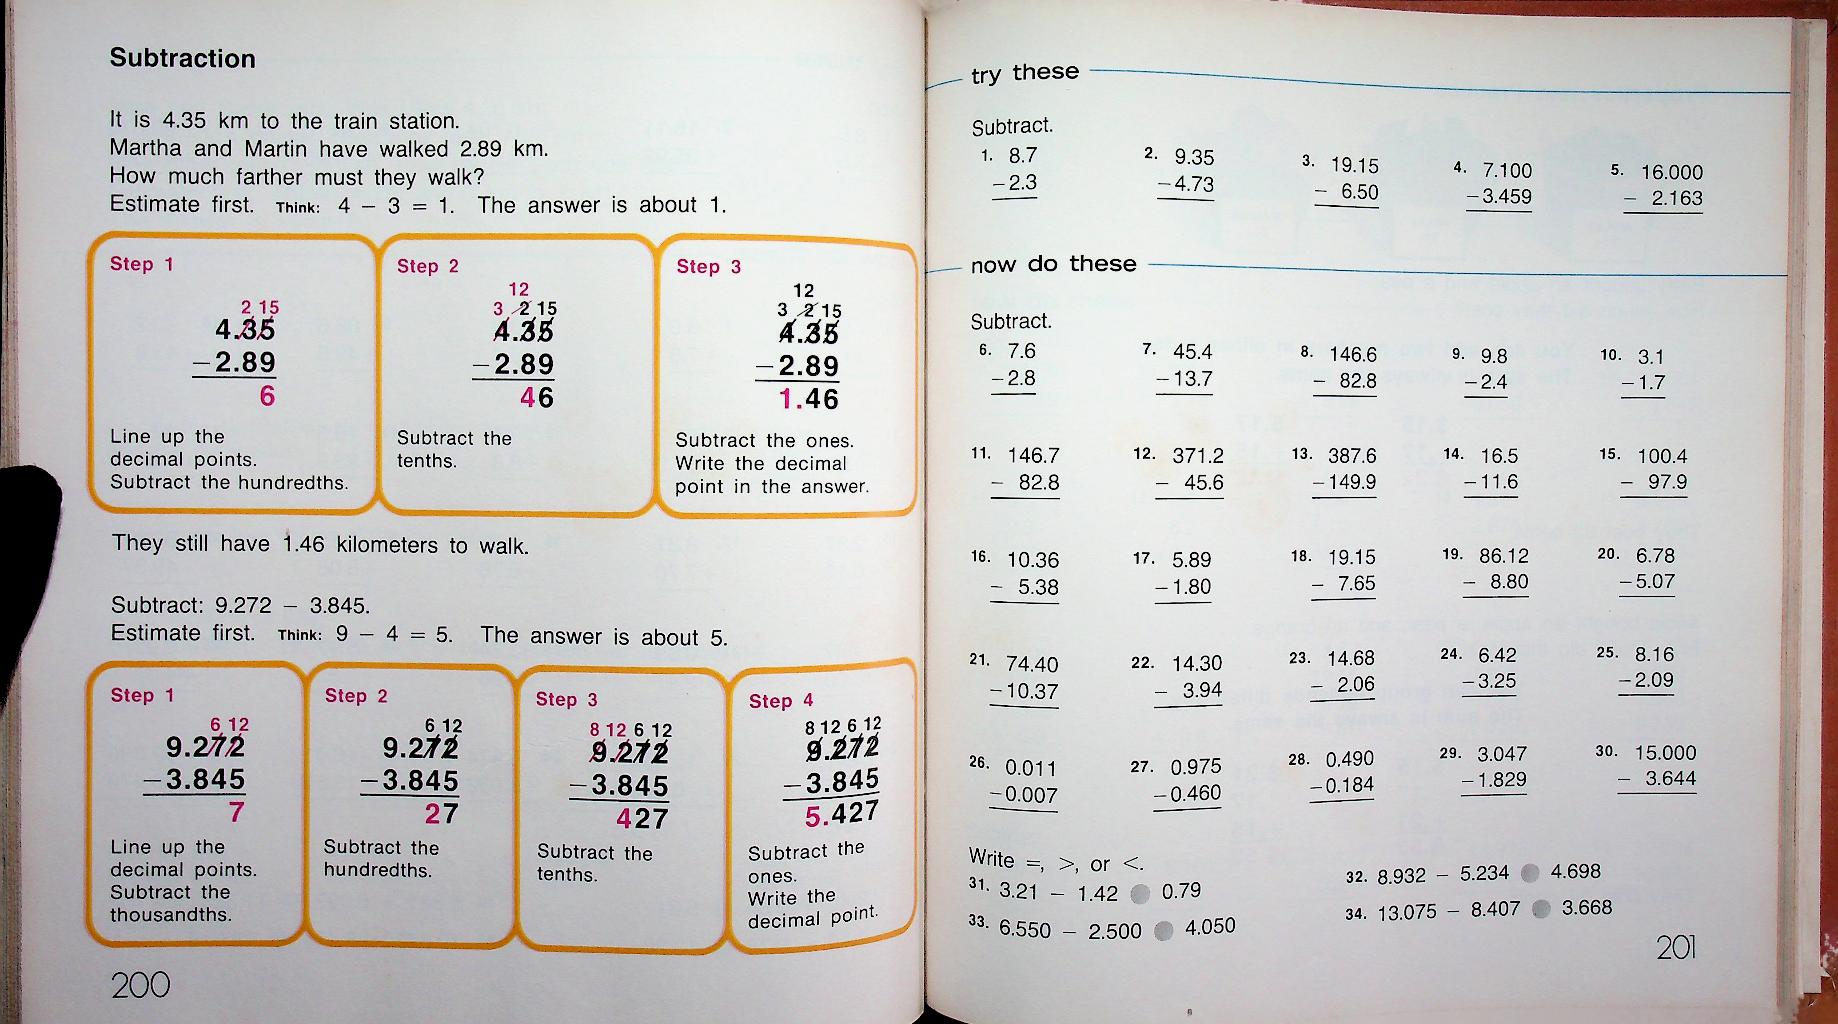 Subtraction
It is 4.35 km to the train station.
Martha and Martin have walked 2.89 km.
How much farther must they walk?
Estimate first. Think: 4 − 3 = 1. The answer is about 1.
Step 1
2 15
4.35
−2.89
6
Line up the
decimal points.
Subtract the hundredths.
Step 2
12
3 2 15
4.35
−2.89
46
Subtract the
tenths.
Step 3
12
3 2 15
4.35
−2.89
1.46
Subtract the ones.
Write the decimal
point in the answer.
They still have 1.46 kilometers to walk.
Subtract: 9.272 − 3.845.
Estimate first. Think: 9 − 4 = 5. The answer is about 5.
Step 1
6 12
9.272
−3.845
7
Line up the
decimal points.
Subtract the
thousandths.
Step 2
6 12
9.272
−3.845
27
Subtract the
hundredths.
Step 3
8 12 6 12
9.272
−3.845
427
Subtract the
tenths.
Step 4
8 12 6 12
9.272
−3.845
5.427
Subtract the
ones.
Write the
decimal point.
200
try these
Subtract.
1. 8.7 2. 9.35 3. 19.15 4. 7.100 5. 16.000
−2.3 −4.73 − 6.50 −3.459 − 2.163
now do these
Subtract.
6. 7.6 7. 45.4 8. 146.6 9. 9.8 10. 3.1
−2.8 −13.7 − 82.8 −2.4 −1.7
11. 146.7 12. 371.2 13. 387.6 14. 16.5 15. 100.4
− 82.8 − 45.6 −149.9 −11.6 − 97.9
16. 10.36 17. 5.89 18. 19.15 19. 86.12 20. 6.78
− 5.38 −1.80 − 7.65 − 8.80 −5.07
21. 74.40 22. 14.30 23. 14.68 24. 6.42 25. 8.16
−10.37 − 3.94 − 2.06 −3.25 −2.09
26. 0.011 27. 0.975 28. 0.490 29. 3.047 30. 15.000
−0.007 −0.460 −0.184 −1.829 − 3.644
Write =, >, or <.
31. 3.21 − 1.42 ● 0.79 32. 8.932 − 5.234 ● 4.698
33. 6.550 − 2.500 ● 4.050 34. 13.075 − 8.407 ● 3.668
201